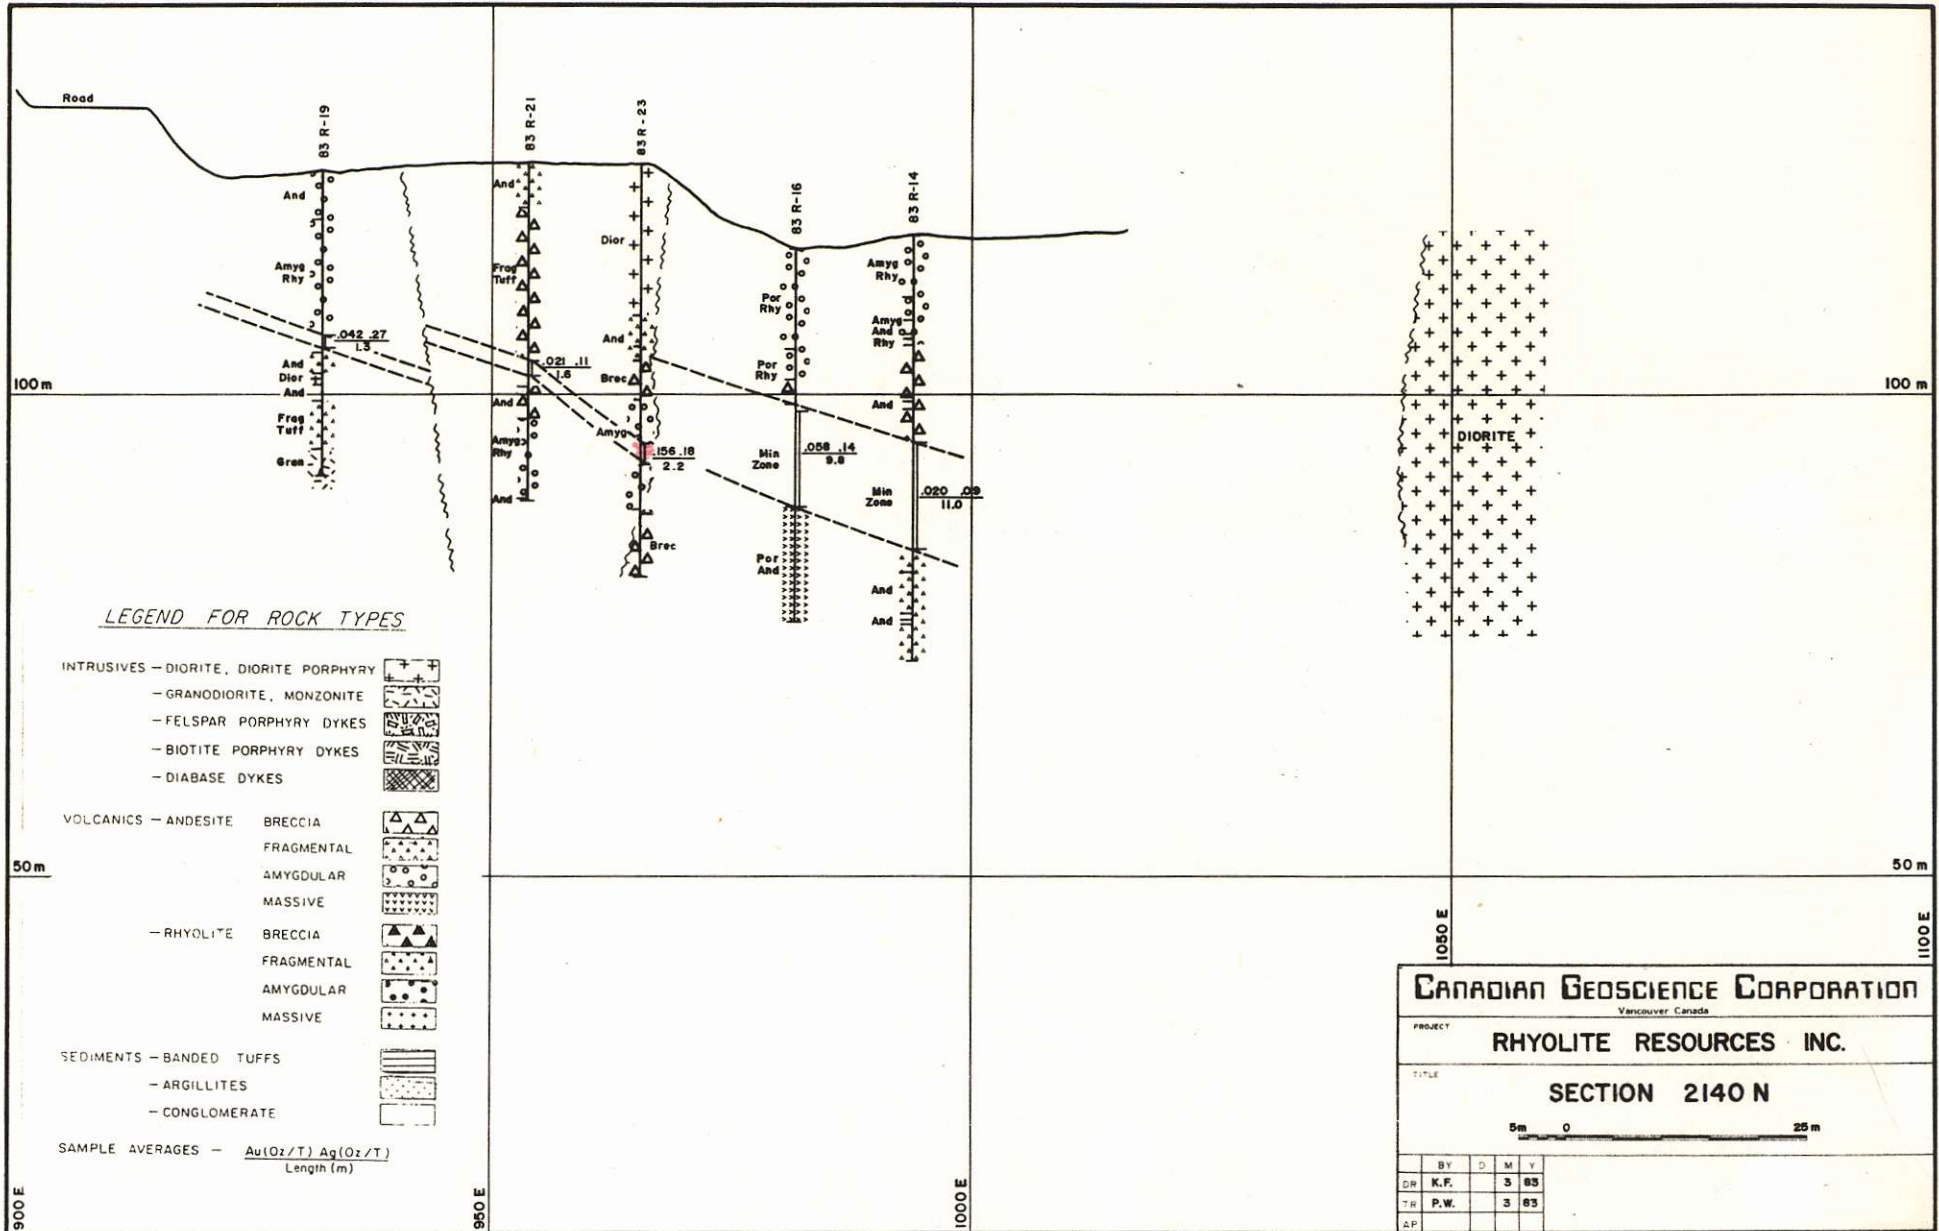 Road
83 R-19
83 R-21
83 R-23
83 R-16
83 R-14
And
Amyg
Rhy
.042 .27
1.3
And
Dior
And
Frag
Tuff
Gran
And
Frag
Tuff
.021 .11
1.6
And
Amyg
Rhy
And
Dior
And
Brec
Amyg
.156 .18
2.2
Brec
Por
Rhy
Por
Rhy
Min
Zone
.058 .14
9.8
Por
And
Amyg
Rhy
Amyg
And
Rhy
And
Min
Zone
.020 .09
11.0
And
And
DIORITE
100 m
100 m
50 m
50 m
LEGEND FOR ROCK TYPES
INTRUSIVES – DIORITE, DIORITE PORPHYRY
– GRANODIORITE, MONZONITE
– FELSPAR PORPHYRY DYKES
– BIOTITE PORPHYRY DYKES
– DIABASE DYKES
VOLCANICS – ANDESITE BRECCIA
FRAGMENTAL
AMYGDULAR
MASSIVE
– RHYOLITE BRECCIA
FRAGMENTAL
AMYGDULAR
MASSIVE
SEDIMENTS – BANDED TUFFS
– ARGILLITES
– CONGLOMERATE
SAMPLE AVERAGES – Au(Oz/T) Ag(Oz/T)
Length (m)
900 E
950 E
1000 E
1050 E
1100 E
CANADIAN GEOSCIENCE CORPORATION
Vancouver Canada
PROJECT
RHYOLITE RESOURCES INC.
TITLE
SECTION 2140 N
5m 0 25m
BY D M Y
DR K.F. 3 83
TR P.W. 3 83
AP